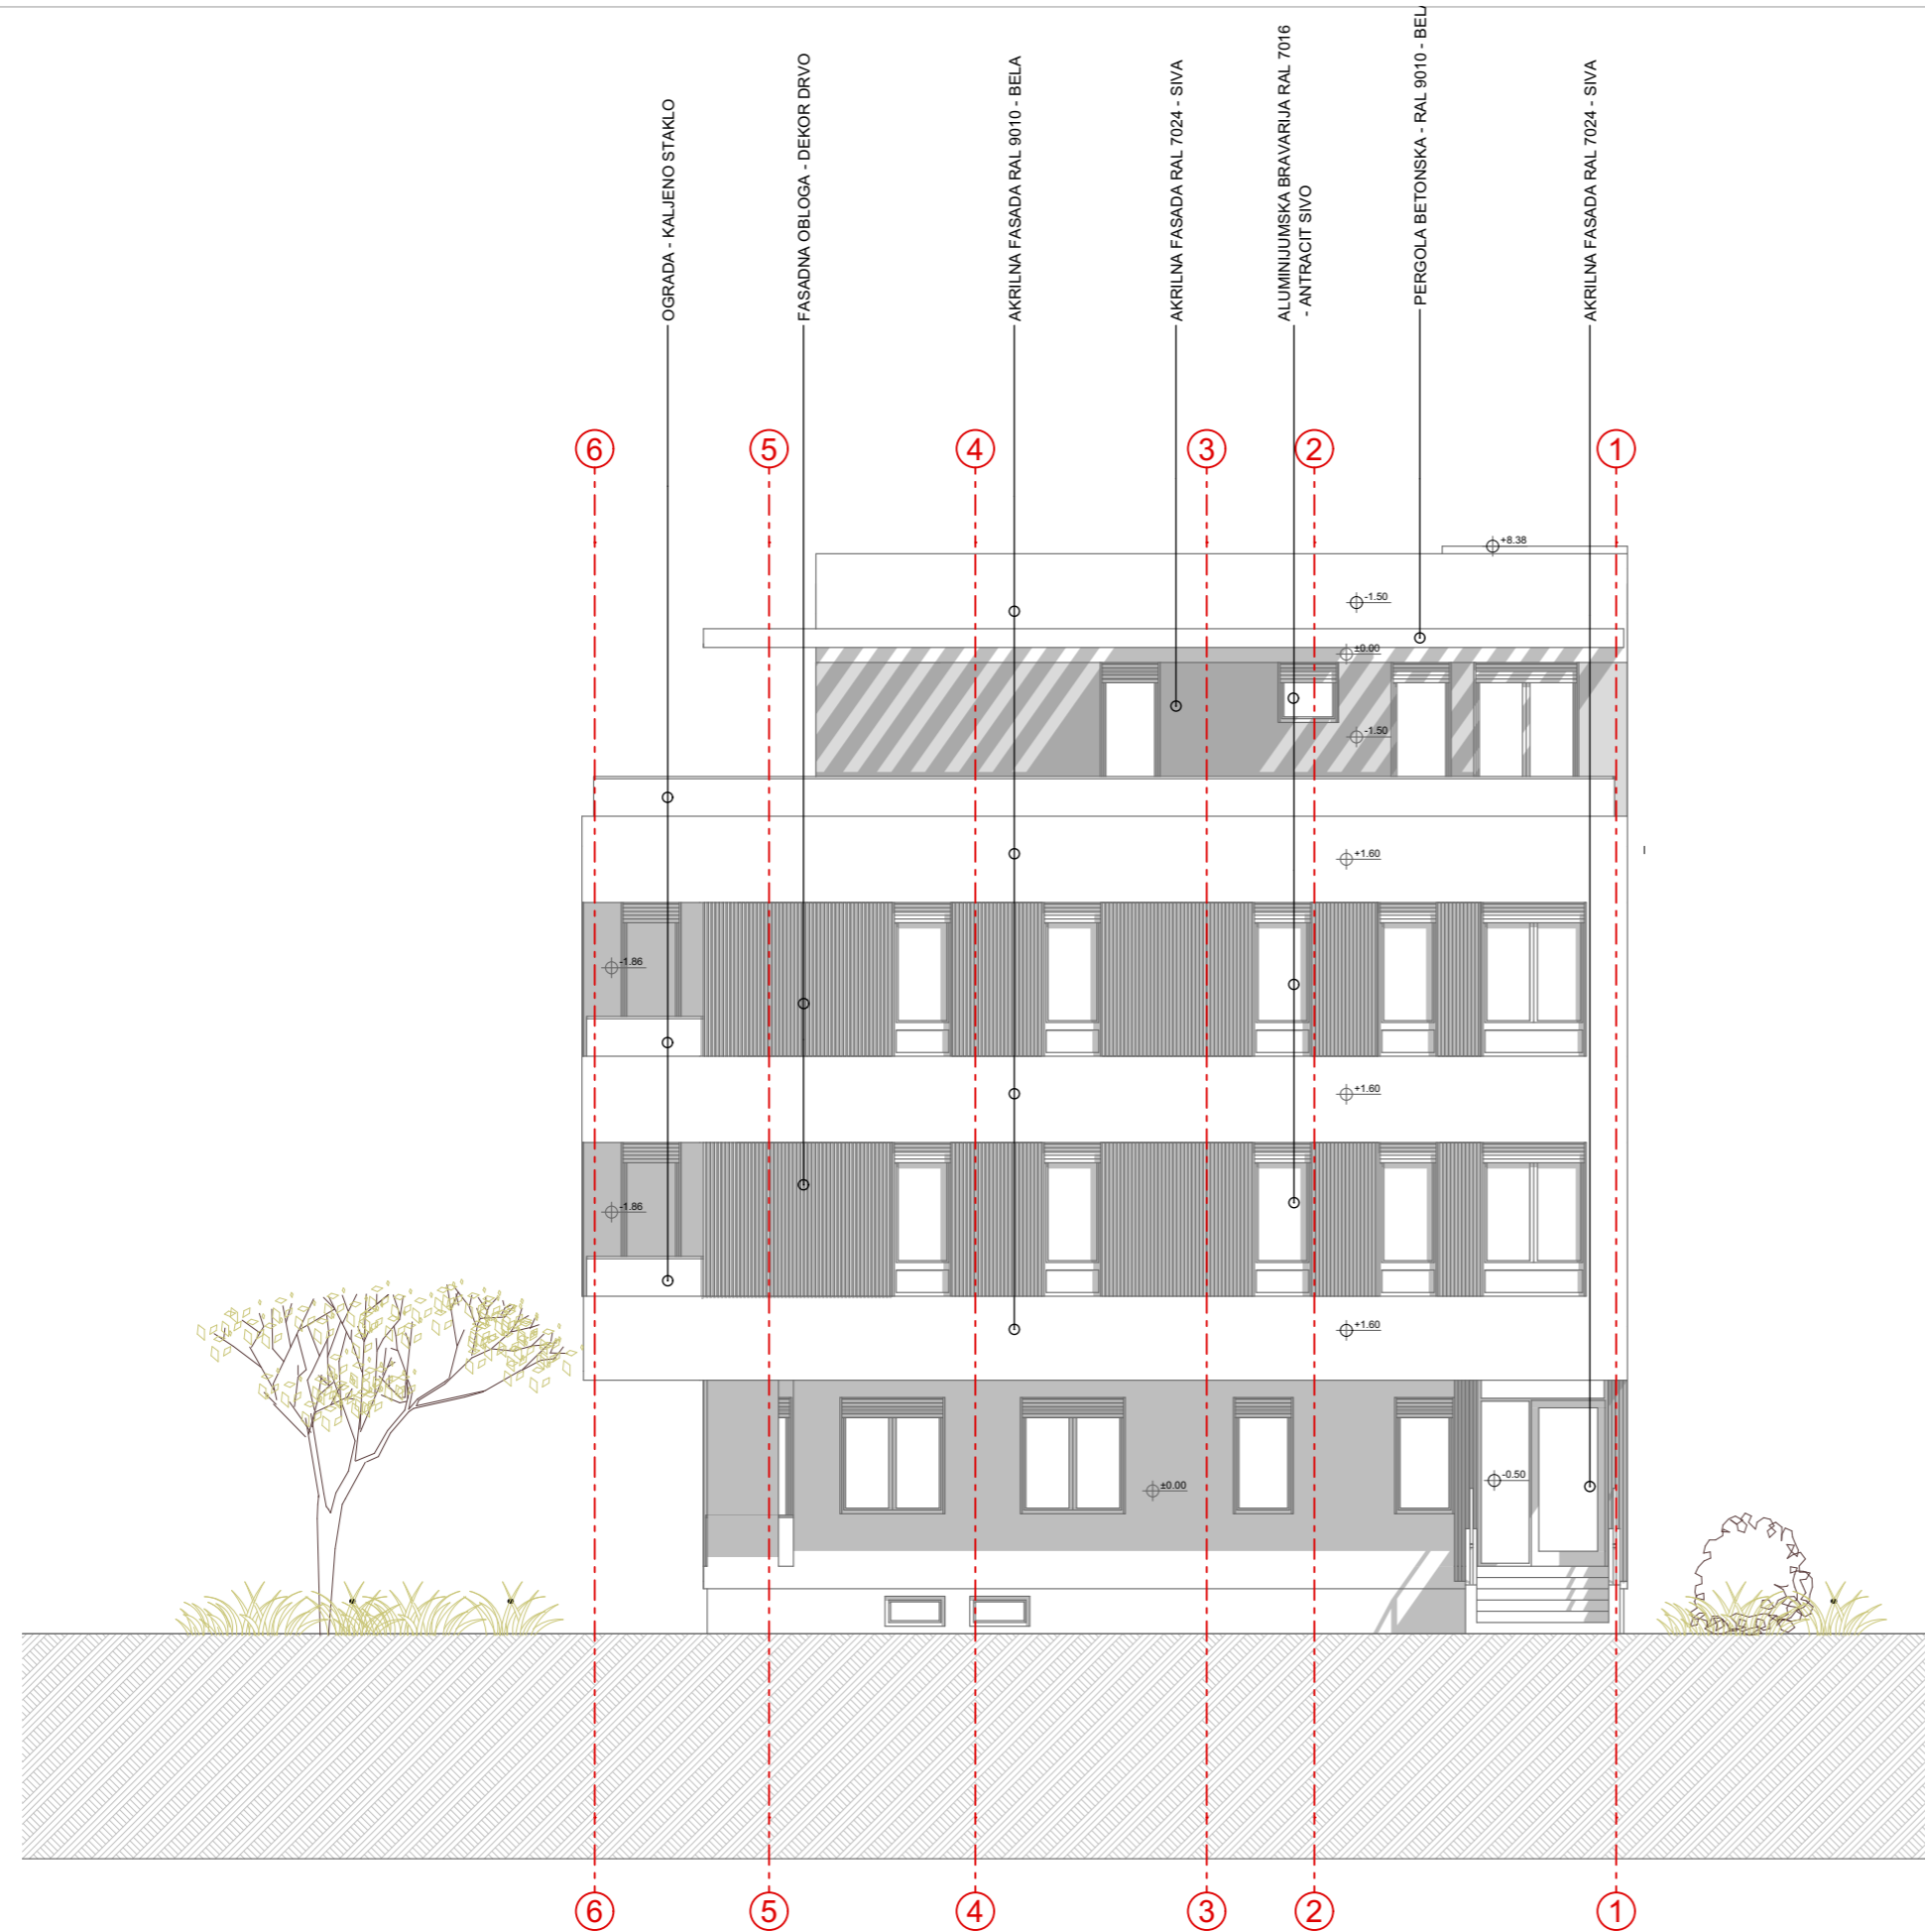 OGRADA - KALJENO STAKLO
FASADNA OBLOGA - DEKOR DRVO
AKRILNA FASADA RAL 9010 - BELA
AKRILNA FASADA RAL 7024 - SIVA
ALUMINIJUMSKA BRAVARIJA RAL 7016
- ANTRACIT SIVO
PERGOLA BETONSKA - RAL 9010 - BELA
AKRILNA FASADA RAL 7024 - SIVA
6
5
4
3
2
1
+8.38
-1.50
±0.00
-1.50
+1.60
-1.86
+1.60
-1.86
+1.60
±0.00
-0.50
6
5
4
3
2
1